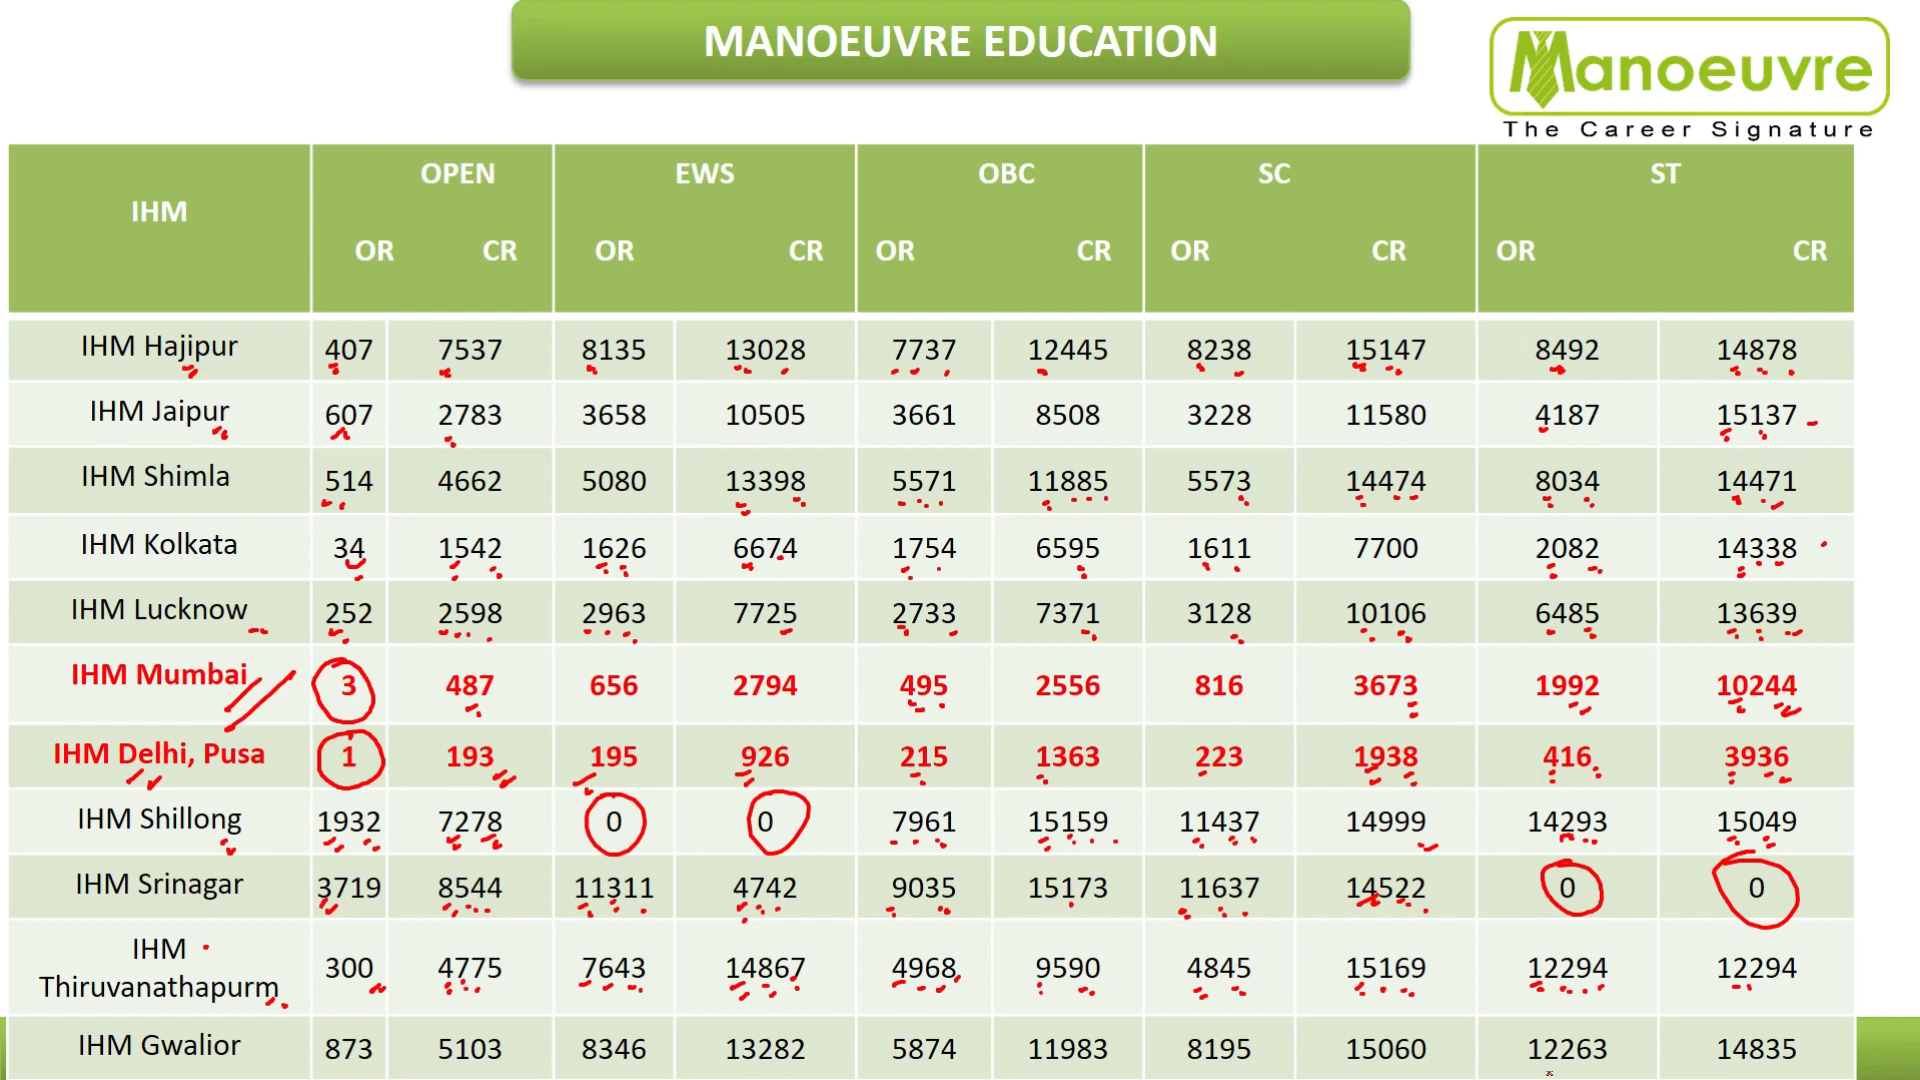 MANOEUVRE EDUCATION
Manoeuvre
The Career Signature
IHM OPEN EWS OBC SC ST
OR CR OR CR OR CR OR CR OR CR
IHM Hajipur 407 7537 8135 13028 7737 12445 8238 15147 8492 14878
IHM Jaipur 607 2783 3658 10505 3661 8508 3228 11580 4187 15137
IHM Shimla 514 4662 5080 13398 5571 11885 5573 14474 8034 14471
IHM Kolkata 34 1542 1626 6674 1754 6595 1611 7700 2082 14338
IHM Lucknow 252 2598 2963 7725 2733 7371 3128 10106 6485 13639
IHM Mumbai 3 487 656 2794 495 2556 816 3673 1992 10244
IHM Delhi, Pusa 1 193 195 926 215 1363 223 1938 416 3936
IHM Shillong 1932 7278 0 0 7961 15159 11437 14999 14293 15049
IHM Srinagar 3719 8544 11311 4742 9035 15173 11637 14522 0 0
IHM
Thiruvanathapurm 300 4775 7643 14867 4968 9590 4845 15169 12294 12294
IHM Gwalior 873 5103 8346 13282 5874 11983 8195 15060 12263 14835